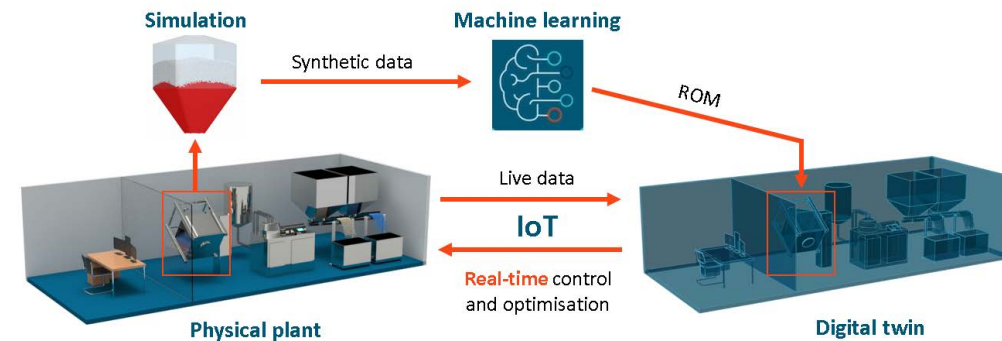 Simulation
Machine learning
Synthetic data
ROM
Live data
IoT
Real-time control
and optimisation
Physical plant
Digital twin